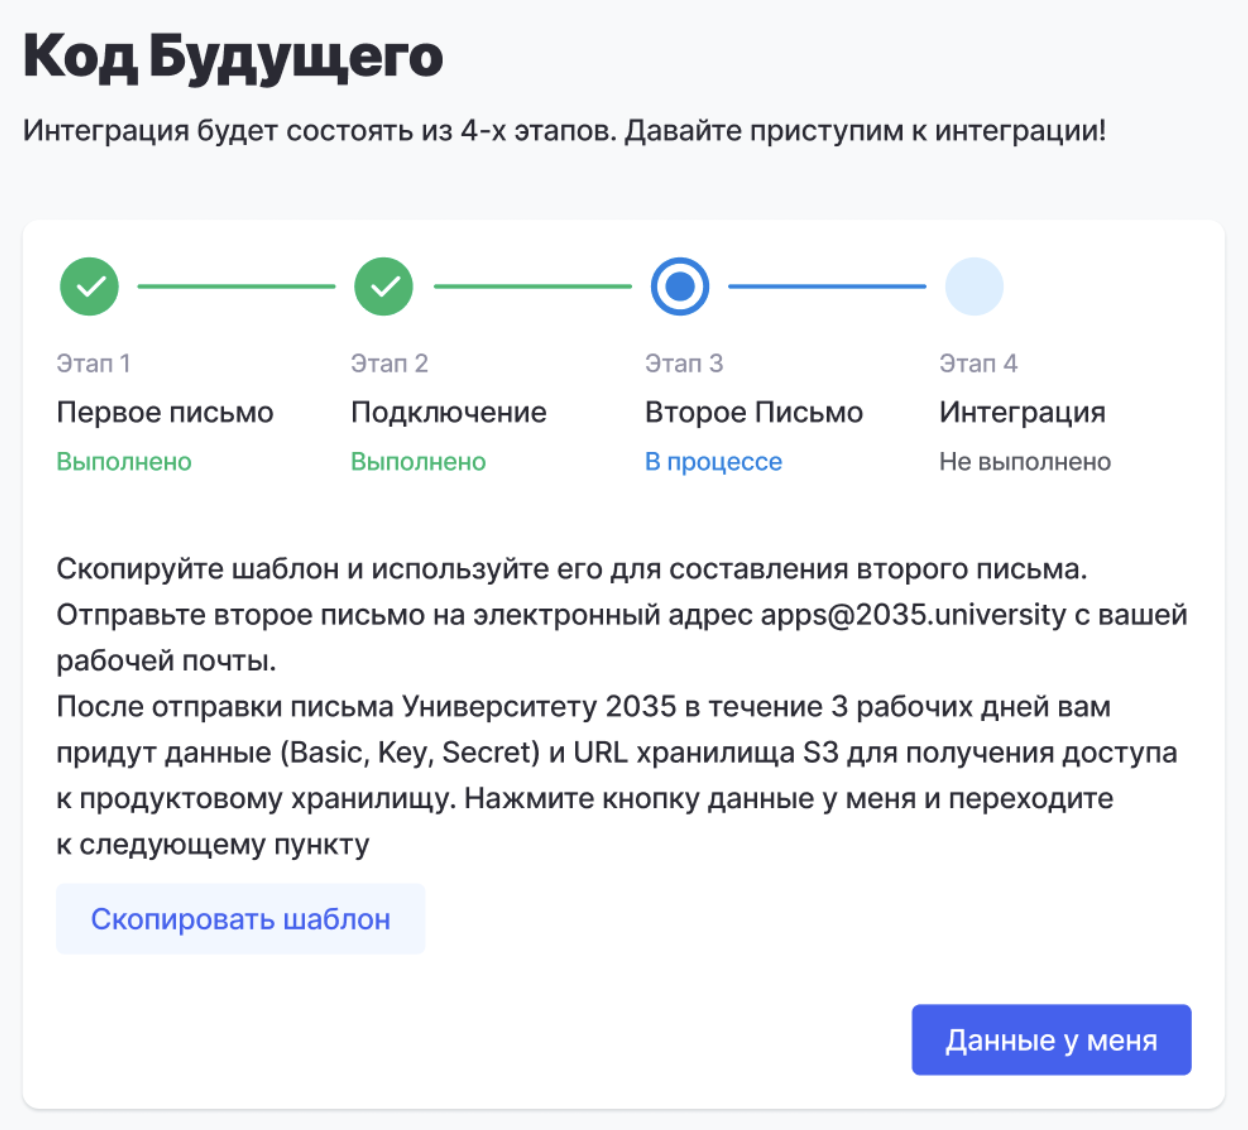 Код Будущего
Интеграция будет состоять из 4-х этапов. Давайте приступим к интеграции!
Этап 1
Этап 2
Этап 3
Этап 4
Первое письмо
Подключение
Второе Письмо
Интеграция
Выполнено
Выполнено
В процессе
Не выполнено
Скопируйте шаблон и используйте его для составления второго письма.
Отправьте второе письмо на электронный адрес apps@2035.university с вашей
рабочей почты.
После отправки письма Университету 2035 в течение 3 рабочих дней вам
придут данные (Basic, Key, Secret) и URL хранилища S3 для получения доступа
к продуктовому хранилищу. Нажмите кнопку данные у меня и переходите
к следующему пункту
Скопировать шаблон
Данные у меня